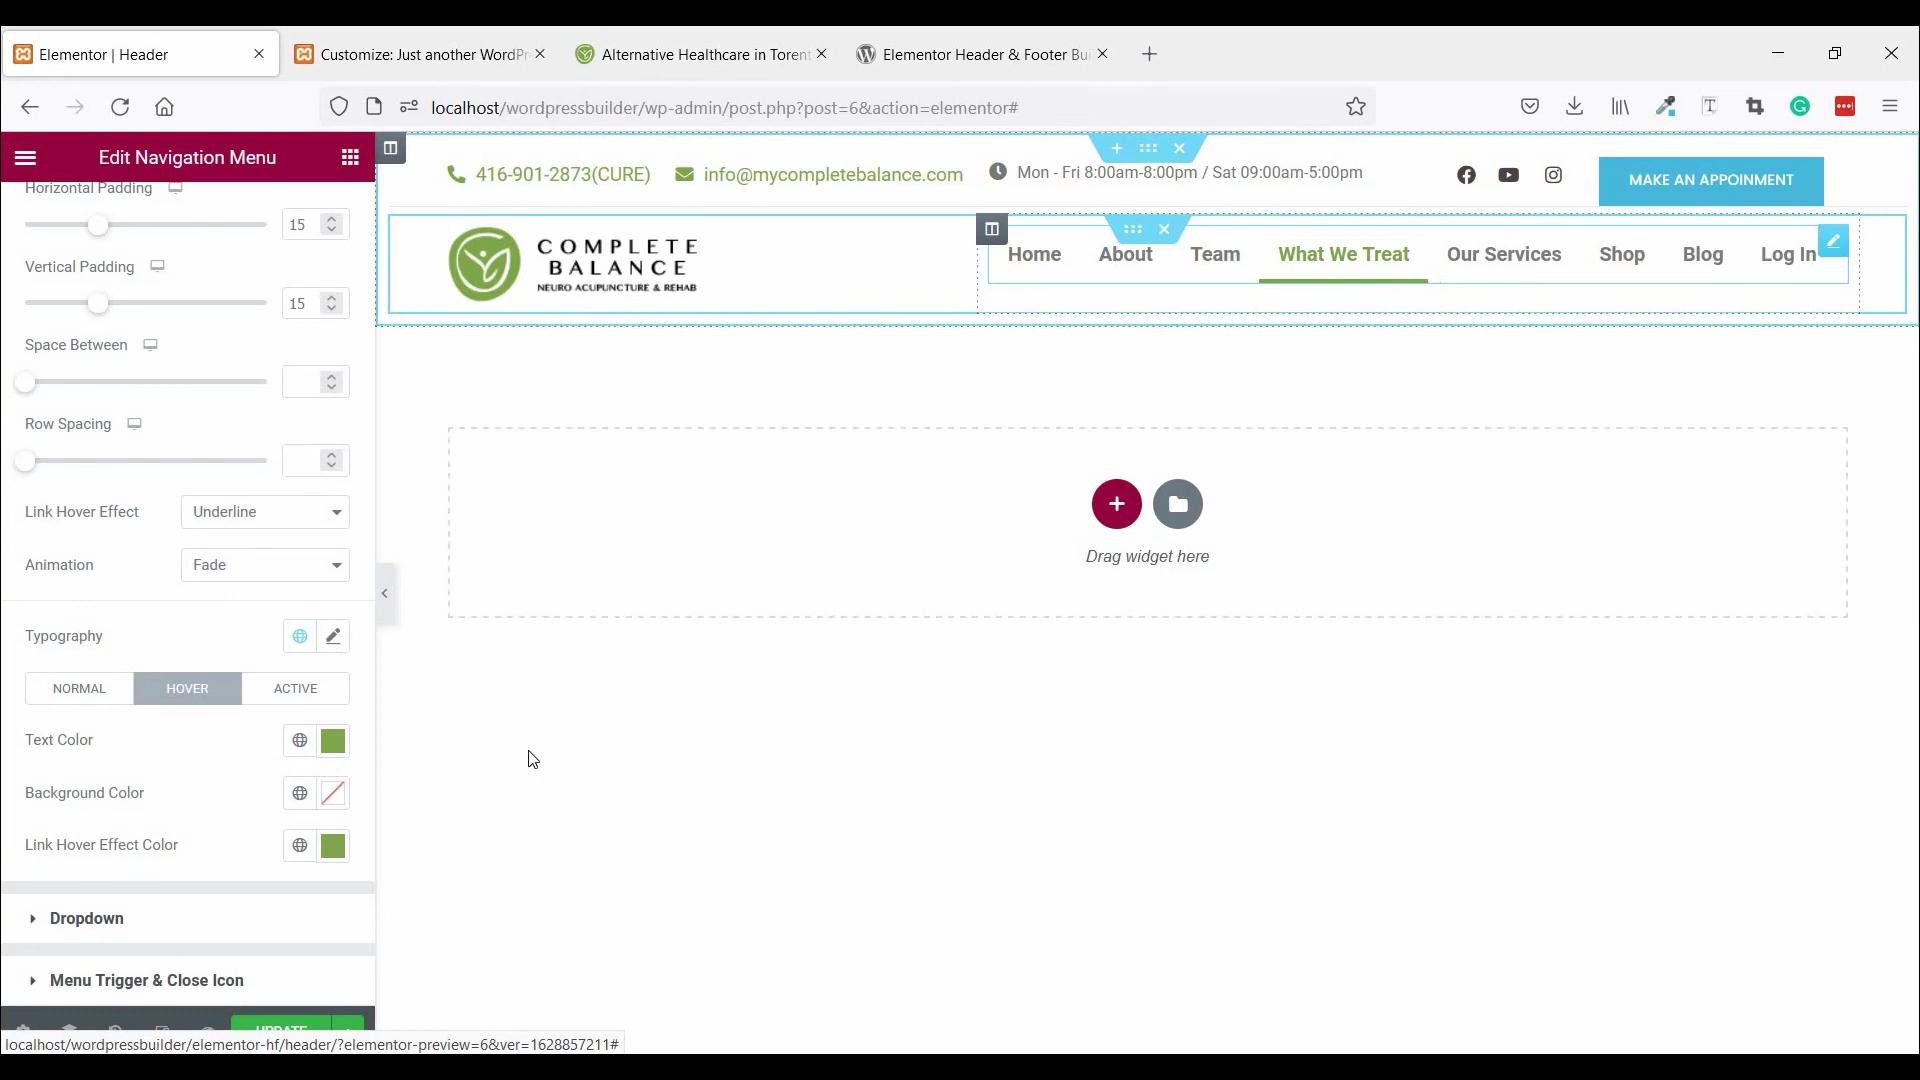 Elementor | Header
Customize: Just another WordPr
Alternative Healthcare in Torent
Elementor Header & Footer Bui
localhost/wordpressbuilder/wp-admin/post.php?post=6&action=elementor#
Edit Navigation Menu
Horizontal Padding
15
Vertical Padding
15
Space Between
Row Spacing
Link Hover Effect
Underline
Animation
Fade
Typography
NORMAL
HOVER
ACTIVE
Text Color
Background Color
Link Hover Effect Color
Dropdown
Menu Trigger & Close Icon
UPDATE
localhost/wordpressbuilder/elementor-hf/header/?elementor-preview=6&ver=1628857211#
416-901-2873(CURE)
info@mycompletebalance.com
Mon - Fri 8:00am-8:00pm / Sat 09:00am-5:00pm
MAKE AN APPOINMENT
COMPLETE
BALANCE
NEURO ACUPUNCTURE & REHAB
Home
About
Team
What We Treat
Our Services
Shop
Blog
Log In
Drag widget here